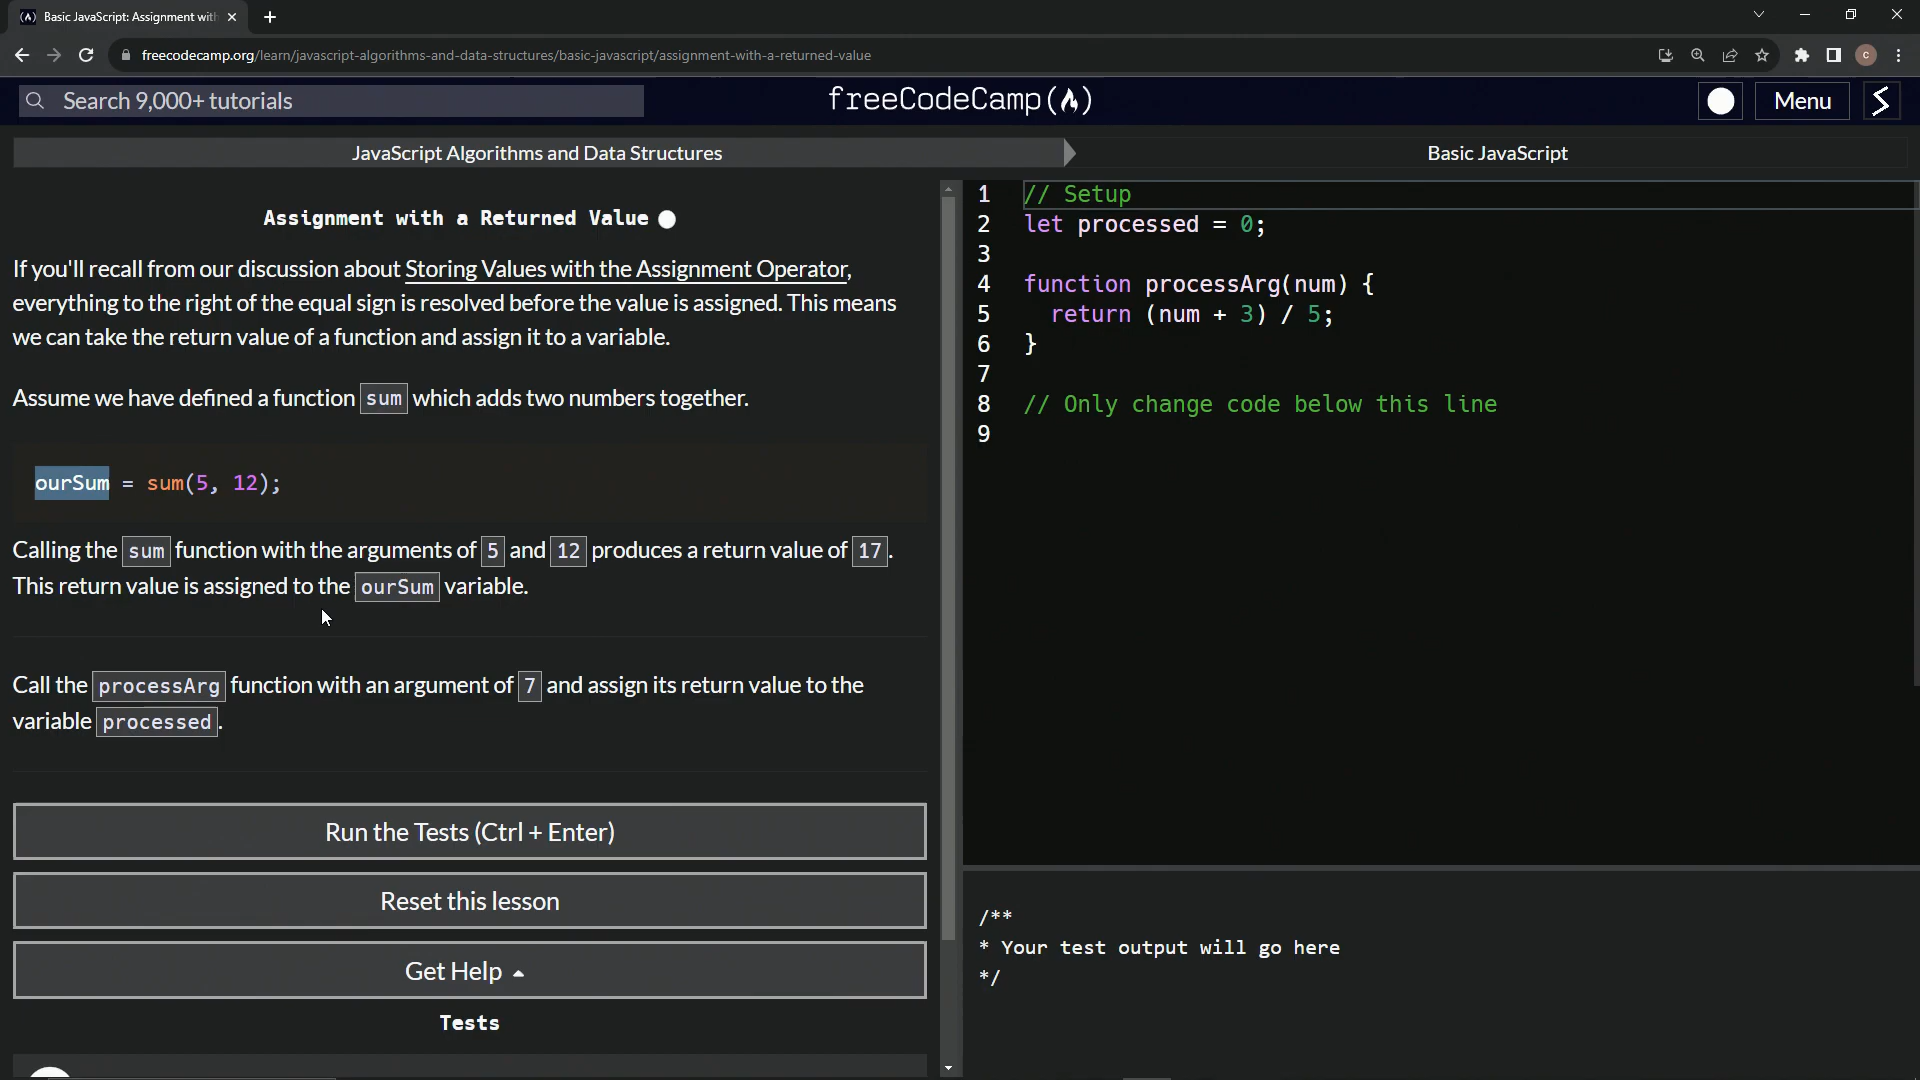 Basic JavaScript: Assignment with
freecodecamp.org/learn/javascript-algorithms-and-data-structures/basic-javascript/assignment-with-a-returned-value
c
Search 9,000+ tutorials
freeCodeCamp
Menu
JavaScript Algorithms and Data Structures
Basic JavaScript
Assignment with a Returned Value
If you'll recall from our discussion about Storing Values with the Assignment Operator,
everything to the right of the equal sign is resolved before the value is assigned. This means
we can take the return value of a function and assign it to a variable.
Assume we have defined a function sum which adds two numbers together.
ourSum = sum(5, 12);
Calling the sum function with the arguments of 5 and 12 produces a return value of 17.
This return value is assigned to the ourSum variable.
Call the processArg function with an argument of 7 and assign its return value to the
variable processed.
Run the Tests (Ctrl + Enter)
Reset this lesson
Get Help
Tests
1 // Setup
2 let processed = 0;
3
4 function processArg(num) {
5 return (num + 3) / 5;
6 }
7
8 // Only change code below this line
9
/**
* Your test output will go here
*/